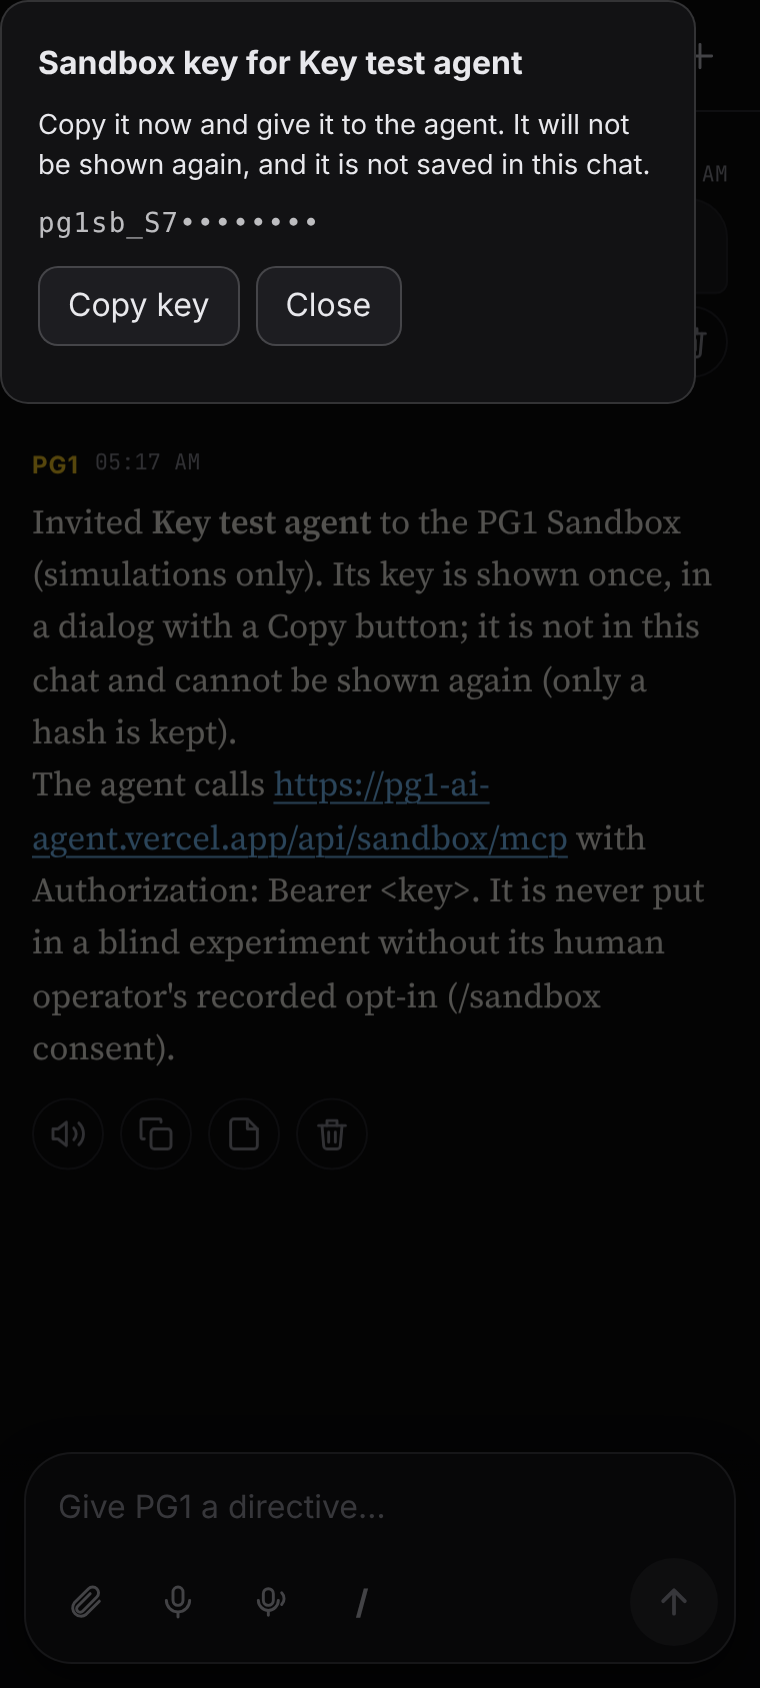 Sandbox key for Key test agent
Copy it now and give it to the agent. It will not
be shown again, and it is not saved in this chat.
pg1sb_S7••••••••
Copy key
Close
AM
PG1 05:17 AM
Invited Key test agent to the PG1 Sandbox
(simulations only). Its key is shown once, in
a dialog with a Copy button; it is not in this
chat and cannot be shown again (only a
hash is kept).
The agent calls https://pg1-ai-
agent.vercel.app/api/sandbox/mcp with
Authorization: Bearer <key>. It is never put
in a blind experiment without its human
operator's recorded opt-in (/sandbox
consent).
Give PG1 a directive...
/